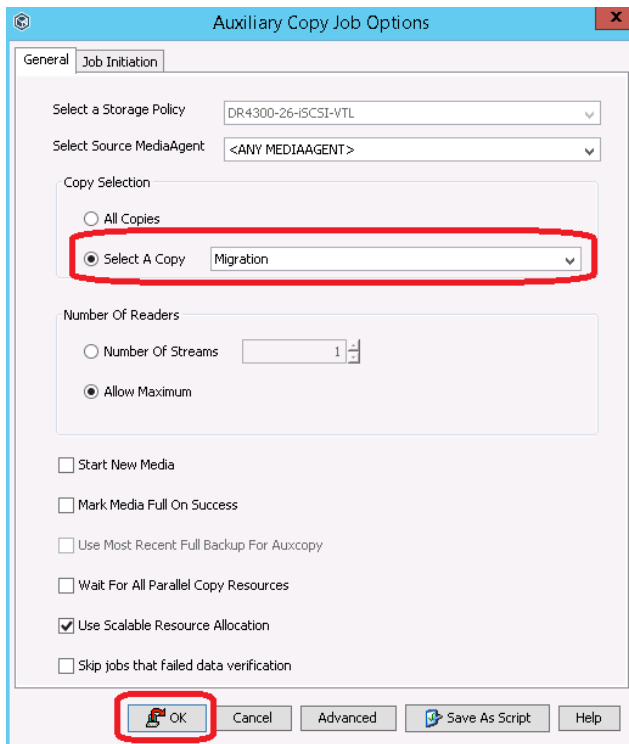 Auxiliary Copy Job Options
x
General Job Initiation
Select a Storage Policy DR4300-26-iSCSI-VTL
Select Source MediaAgent <ANY MEDIAAGENT>
Copy Selection
All Copies
Select A Copy Migration
Number Of Readers
Number Of Streams 1
Allow Maximum
Start New Media
Mark Media Full On Success
Use Most Recent Full Backup For Auxcopy
Wait For All Parallel Copy Resources
Use Scalable Resource Allocation
Skip jobs that failed data verification
OK Cancel Advanced Save As Script Help